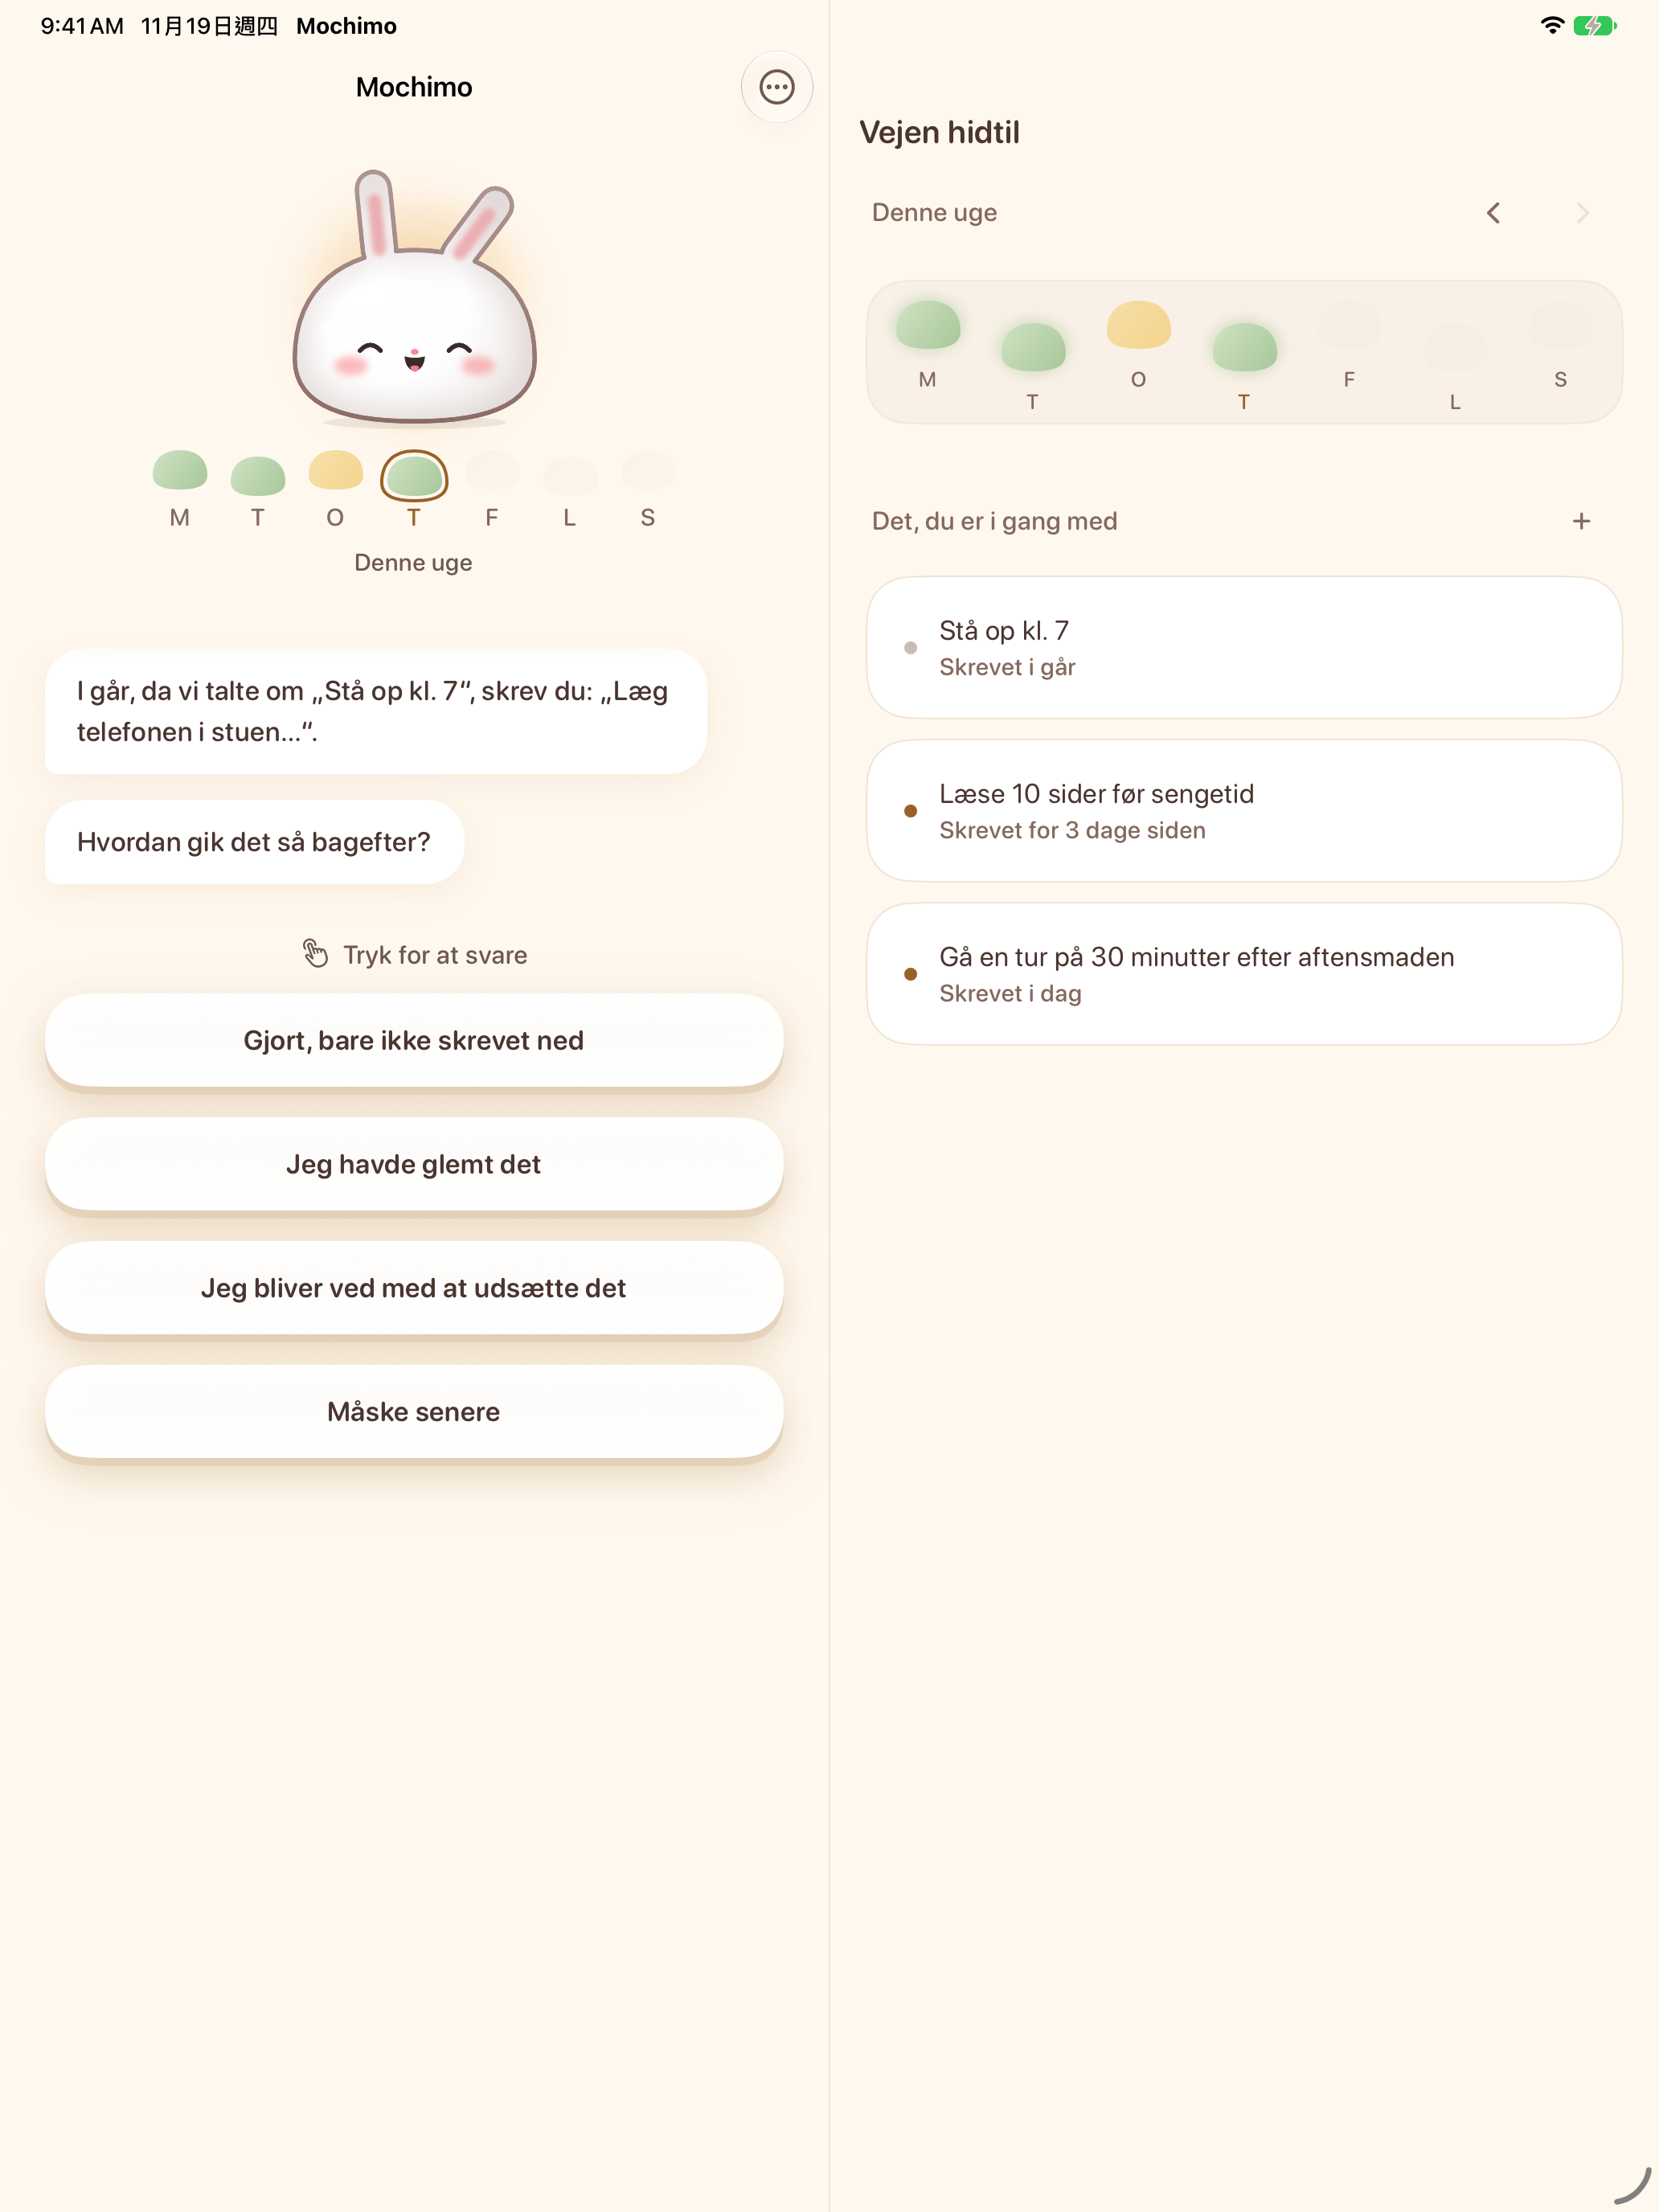 9:41 AM 11月19日週四 Mochimo
Mochimo
M T O T F L S
Denne uge
I går, da vi talte om „Stå op kl. 7“, skrev du: „Læg
telefonen i stuen…“.
Hvordan gik det så bagefter?
Tryk for at svare
Gjort, bare ikke skrevet ned
Jeg havde glemt det
Jeg bliver ved med at udsætte det
Måske senere
Vejen hidtil
Denne uge
M T O T F L S
Det, du er i gang med
Stå op kl. 7
Skrevet i går
Læse 10 sider før sengetid
Skrevet for 3 dage siden
Gå en tur på 30 minutter efter aftensmaden
Skrevet i dag